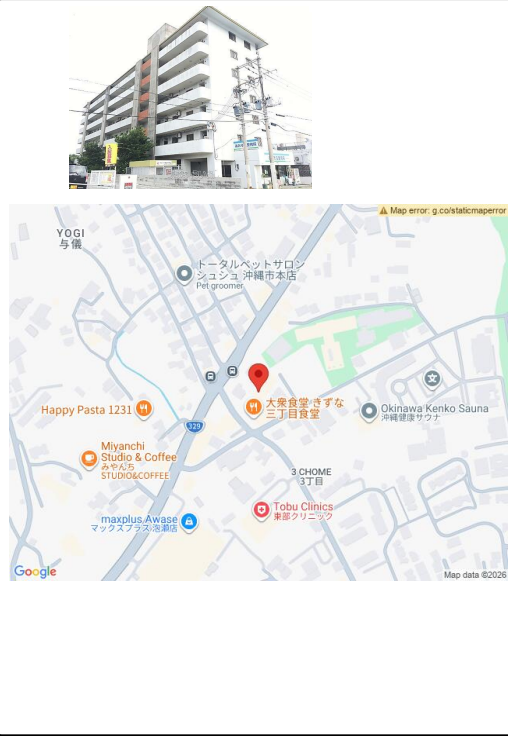 Map error: g.co/staticmaperror
YOGI
与儀
トータルペットサロン
シュシュ 沖縄市本店
Pet groomer
Happy Pasta 1231
大衆食堂 きずな
三丁目食堂
Okinawa Kenko Sauna
沖縄健康サウナ
329
Miyanchi
Studio & Coffee
みやんち
STUDIO&COFFEE
3 CHOME
3丁目
Tobu Clinics
東部クリニック
maxplus Awase
マックスプラス 泡瀬店
Google
Map data ©2026